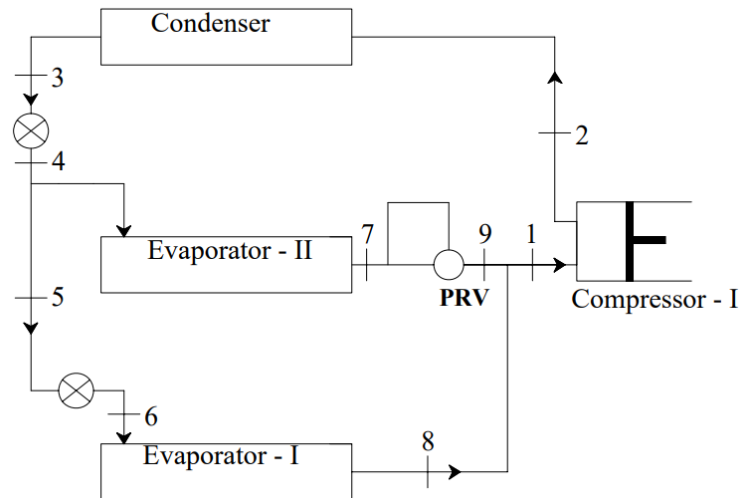 Condenser
3
2
4
Evaporator - II
7
9
1
PRV
Compressor - I
5
6
8
Evaporator - I